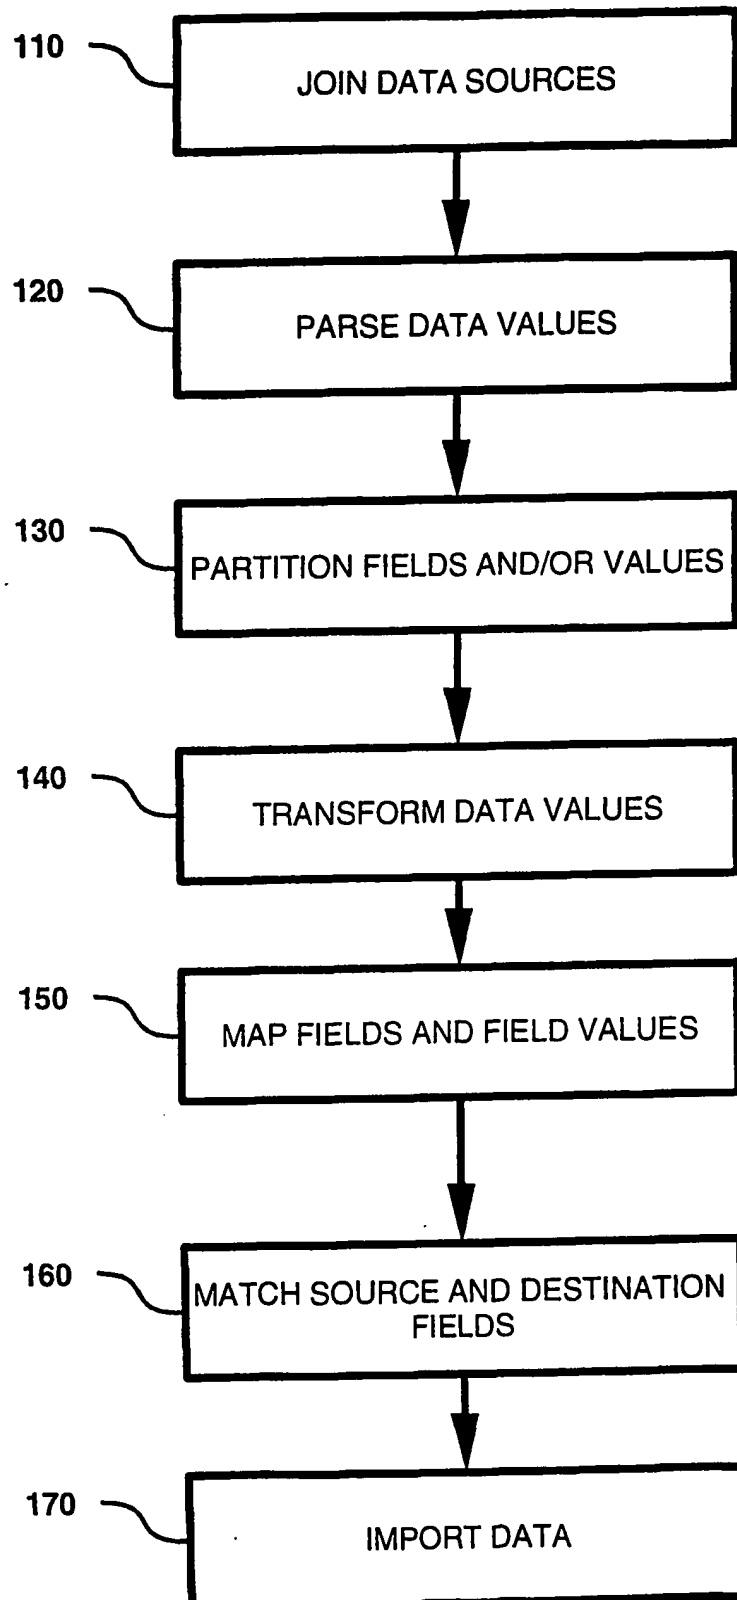 110
JOIN DATA SOURCES
120
PARSE DATA VALUES
130
PARTITION FIELDS AND/OR VALUES
140
TRANSFORM DATA VALUES
150
MAP FIELDS AND FIELD VALUES
160
MATCH SOURCE AND DESTINATION
FIELDS
170
IMPORT DATA